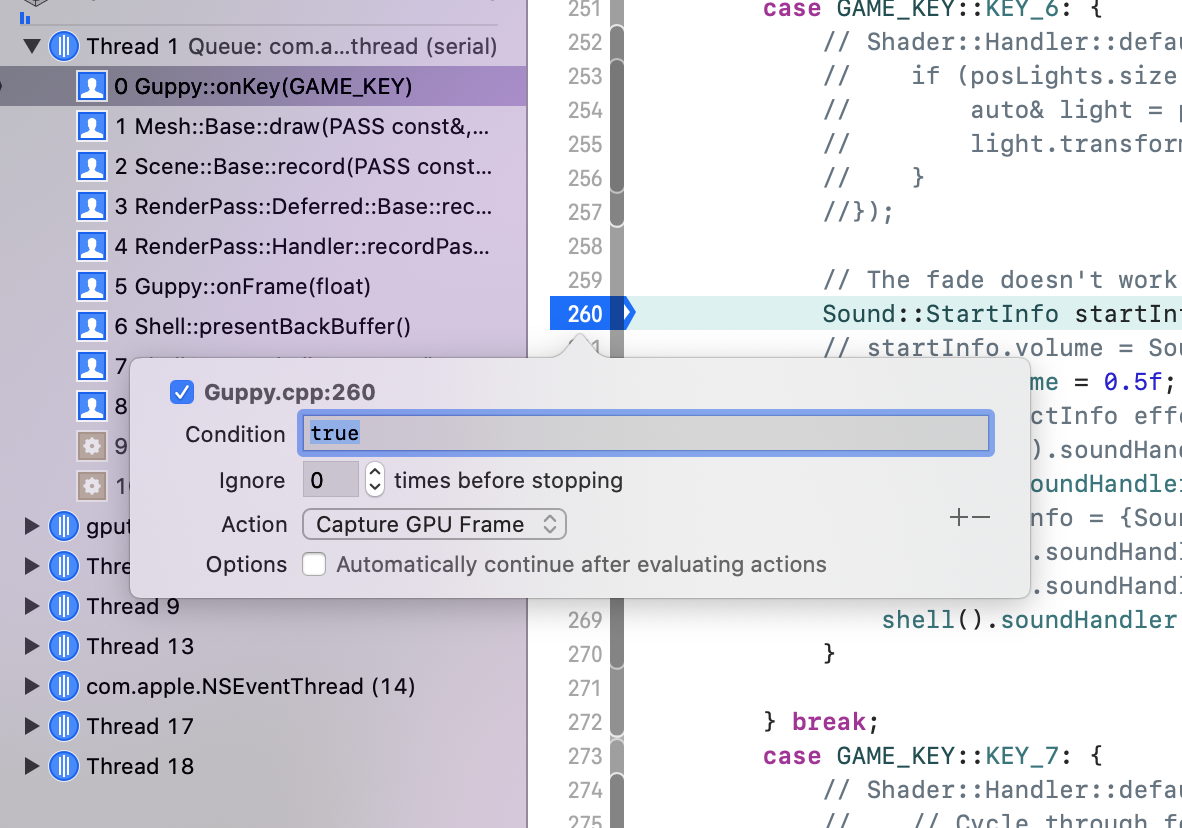 Thread 1 Queue: com.a...thread (serial)
0 Guppy::onKey(GAME_KEY)
1 Mesh::Base::draw(PASS const&,...
2 Scene::Base::record(PASS const...
3 RenderPass::Deferred::Base::rec...
4 RenderPass::Handler::recordPas...
5 Guppy::onFrame(float)
6 Shell::presentBackBuffer()
7
8
9
gput
Thre
Thread 9
Thread 13
com.apple.NSEventThread (14)
Thread 17
Thread 18
251 case GAME_KEY::KEY_6: {
252 // Shader::Handler::defau
253 // if (posLights.size
254 // auto& light = p
255 // light.transform
256 // }
257 //});
258
259 // The fade doesn't work
260 Sound::StartInfo startInf
// startInfo.volume = Sou
me = 0.5f;
ctInfo effe
).soundHand
oundHandler
nfo = {Soun
.soundHandl
.soundHandl
269 shell().soundHandler
270 }
271
272 } break;
273 case GAME_KEY::KEY_7: {
274 // Shader::Handler::defau
275 // // Cycle through fo
Guppy.cpp:260
Condition true
Ignore 0 times before stopping
Action Capture GPU Frame
Options Automatically continue after evaluating actions